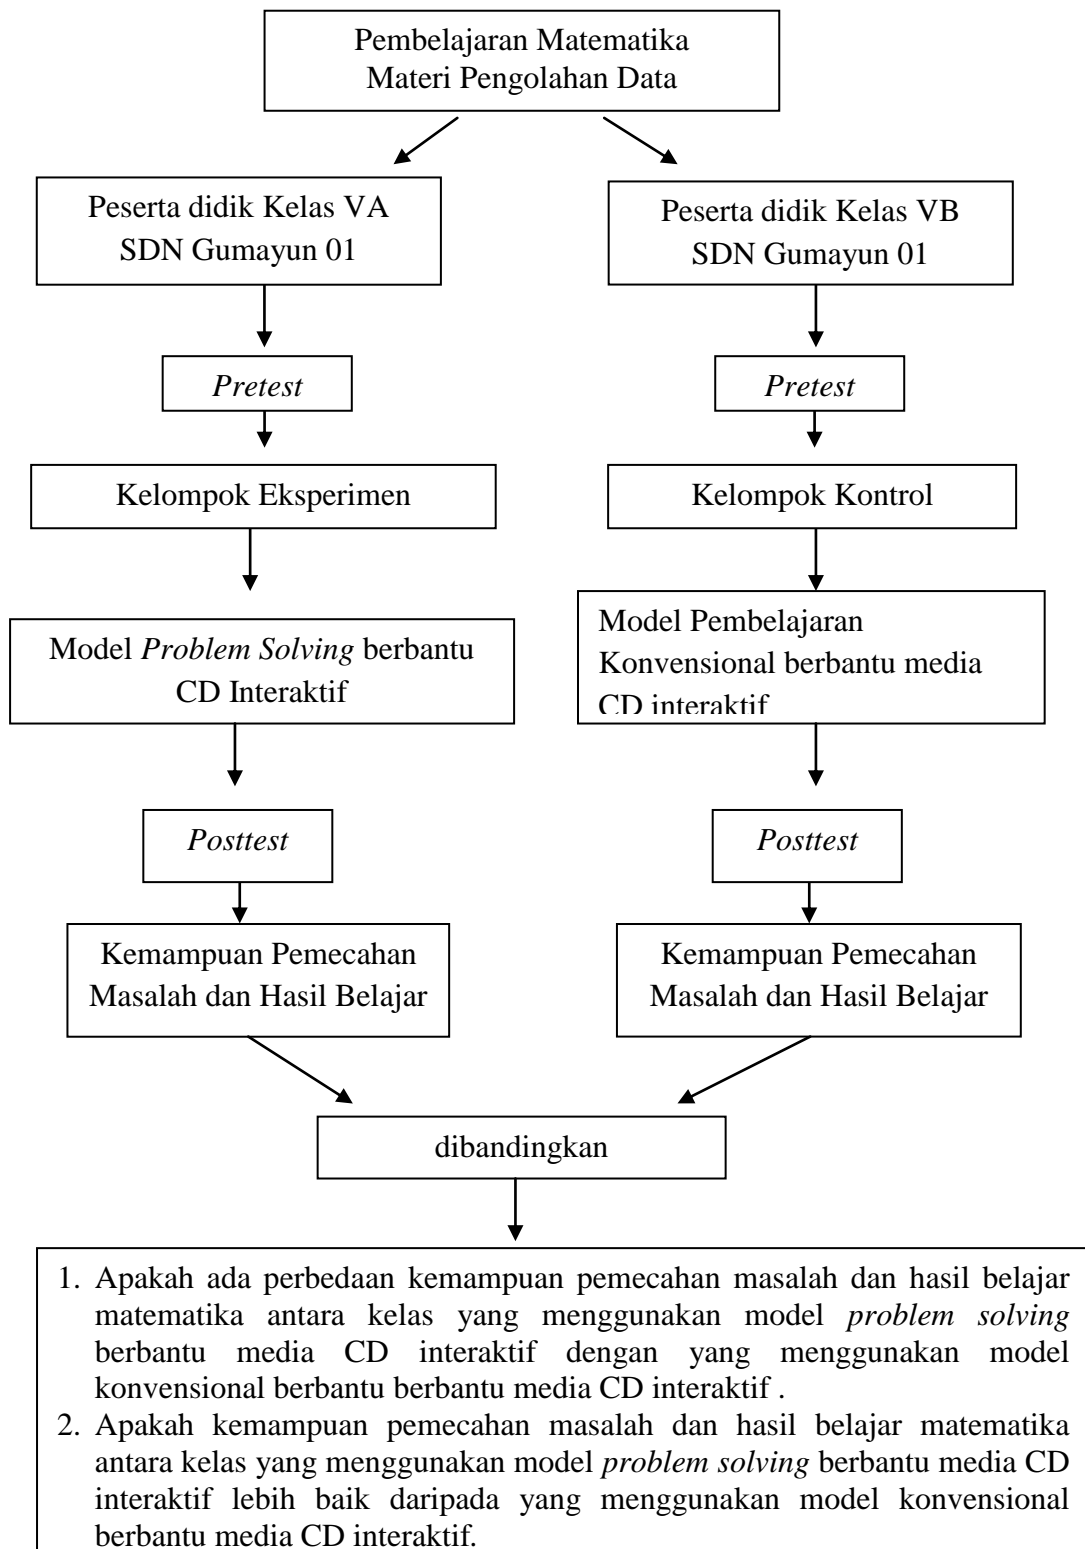 Pembelajaran Matematika
Materi Pengolahan Data
Peserta didik Kelas VA
SDN Gumayun 01
Peserta didik Kelas VB
SDN Gumayun 01
Pretest
Pretest
Kelompok Eksperimen
Kelompok Kontrol
Model Problem Solving berbantu
CD Interaktif
Model Pembelajaran
Konvensional berbantu media
CD interaktif
Posttest
Posttest
Kemampuan Pemecahan
Masalah dan Hasil Belajar
Kemampuan Pemecahan
Masalah dan Hasil Belajar
dibandingkan
1. Apakah ada perbedaan kemampuan pemecahan masalah dan hasil belajar
matematika antara kelas yang menggunakan model problem solving
berbantu media CD interaktif dengan yang menggunakan model
konvensional berbantu berbantu media CD interaktif .
2. Apakah kemampuan pemecahan masalah dan hasil belajar matematika
antara kelas yang menggunakan model problem solving berbantu media CD
interaktif lebih baik daripada yang menggunakan model konvensional
berbantu media CD interaktif.